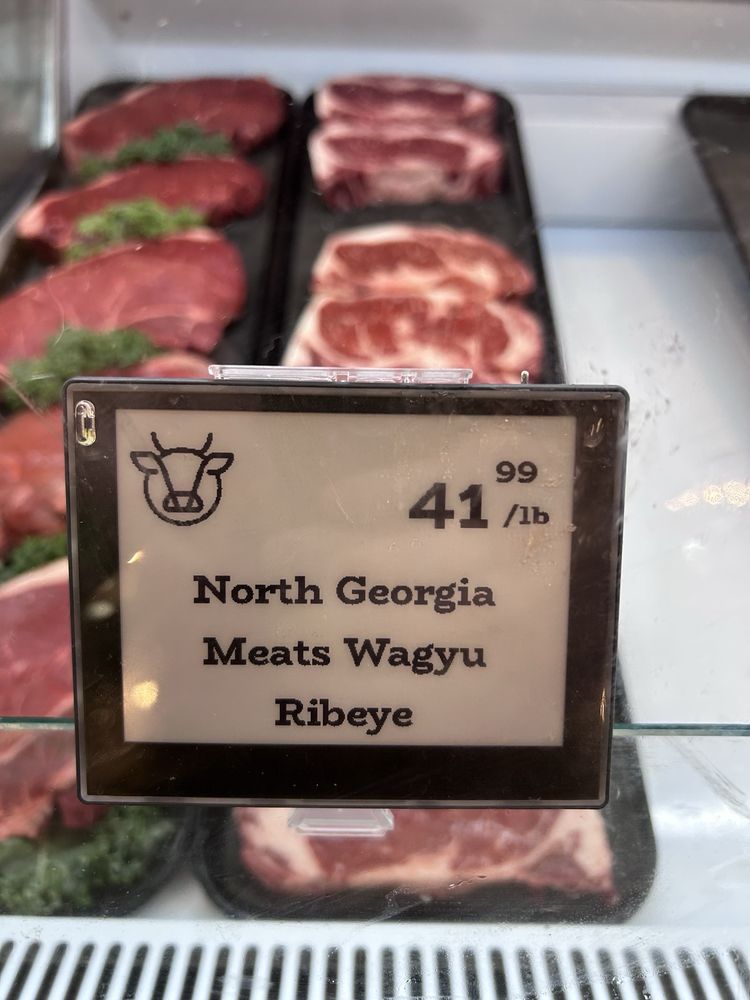 41 99 /lb
North Georgia
Meats Wagyu
Ribeye